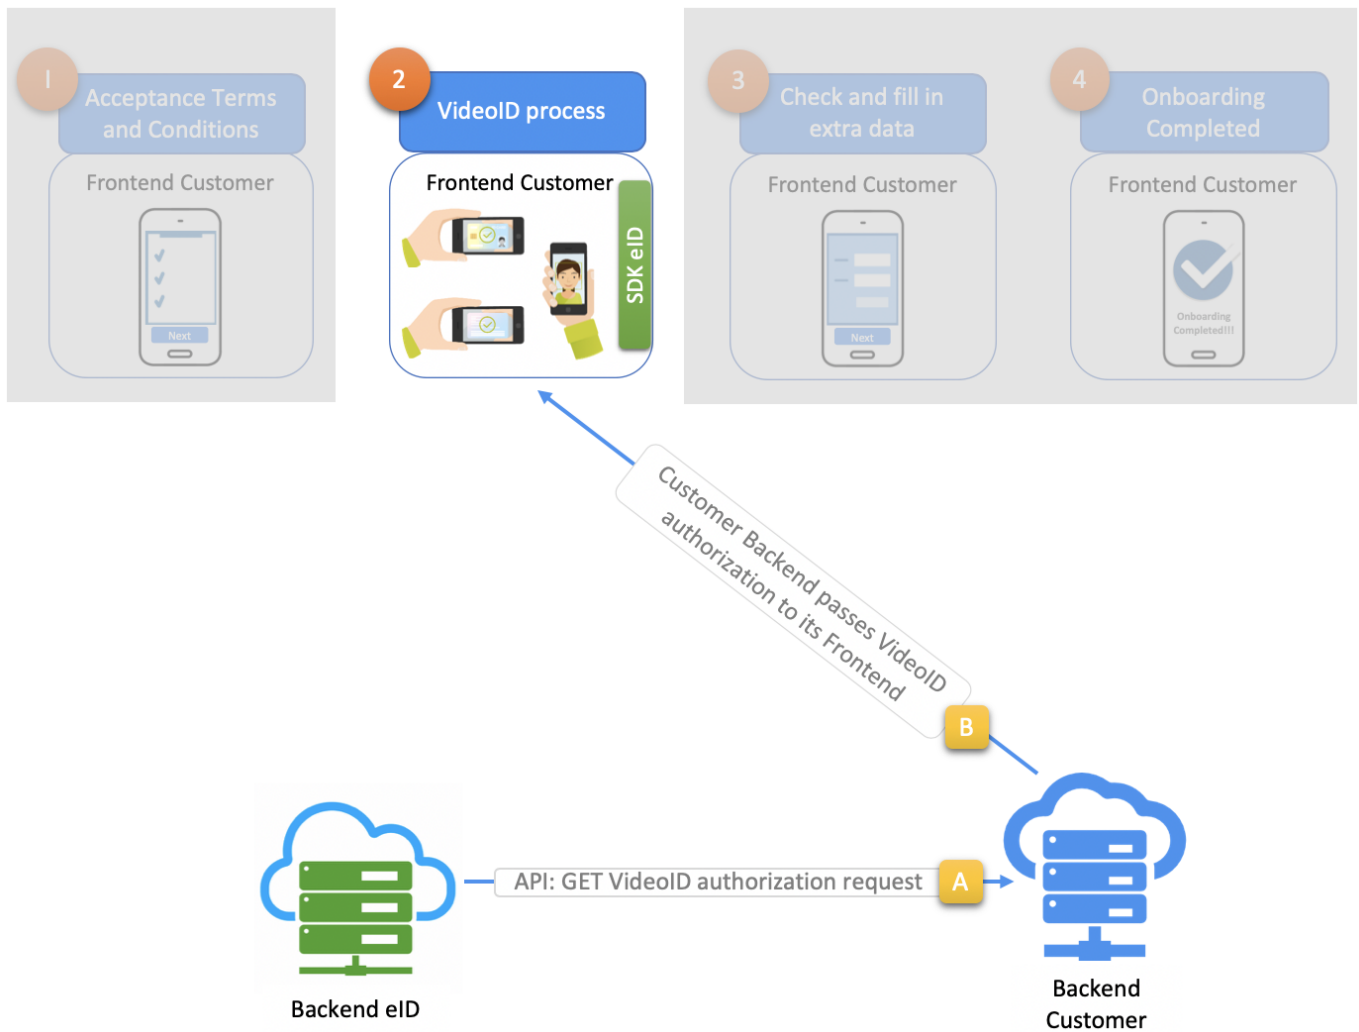 1
Acceptance Terms
and Conditions
Frontend Customer
Next
2
VideoID process
Frontend Customer
SDK eID
3
Check and fill in
extra data
Frontend Customer
Next
4
Onboarding
Completed
Frontend Customer
Onboarding
Completed!!!
Customer Backend passes VideoID
authorization to its Frontend
B
API: GET VideoID authorization request
A
Backend eID
Backend
Customer